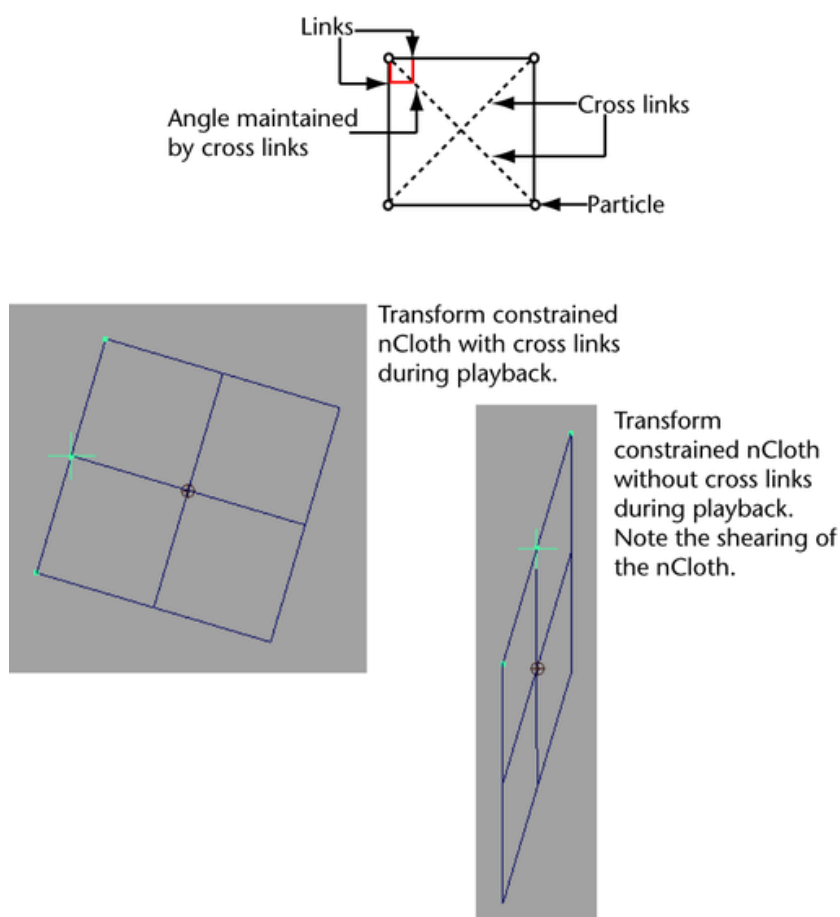 Links
Angle maintained
by cross links
Cross links
Particle
Transform constrained
nCloth with cross links
during playback.
Transform
constrained nCloth
without cross links
during playback.
Note the shearing of
the nCloth.